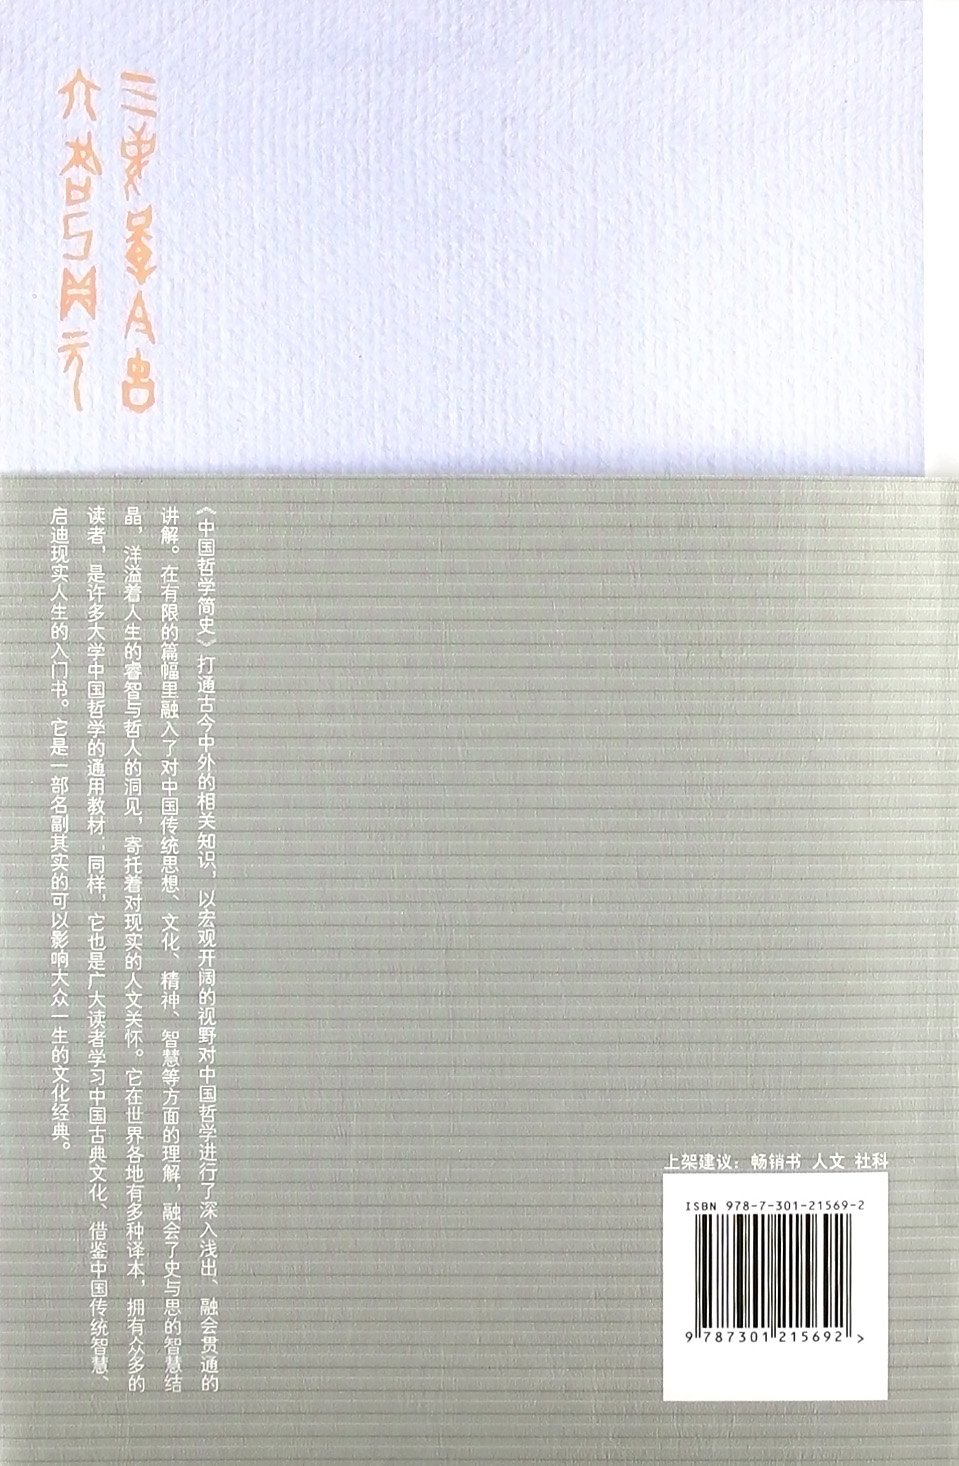 《中国哲学简史》打通古今中外的相关知识，以宏观开阔的视野对中国哲学进行了深入浅出、融会贯通的
讲解。在有限的篇幅里融入了对中国传统思想、文化、精神、智慧等方面的理解，融会了史与思的智慧结
晶，洋溢着人生的睿智与哲人的洞见，寄托着对现实的人文关怀。它在世界各地有多种译本，拥有众多的
读者，是许多大学中国哲学的通用教材；同样，它也是广大读者学习中国古典文化、借鉴中国传统智慧、
启迪现实人生的入门书。它是一部名副其实的可以影响大众一生的文化经典。
上架建议：畅销书 人文 社科
ISBN 978-7-301-21569-2
9 787301 215692 >